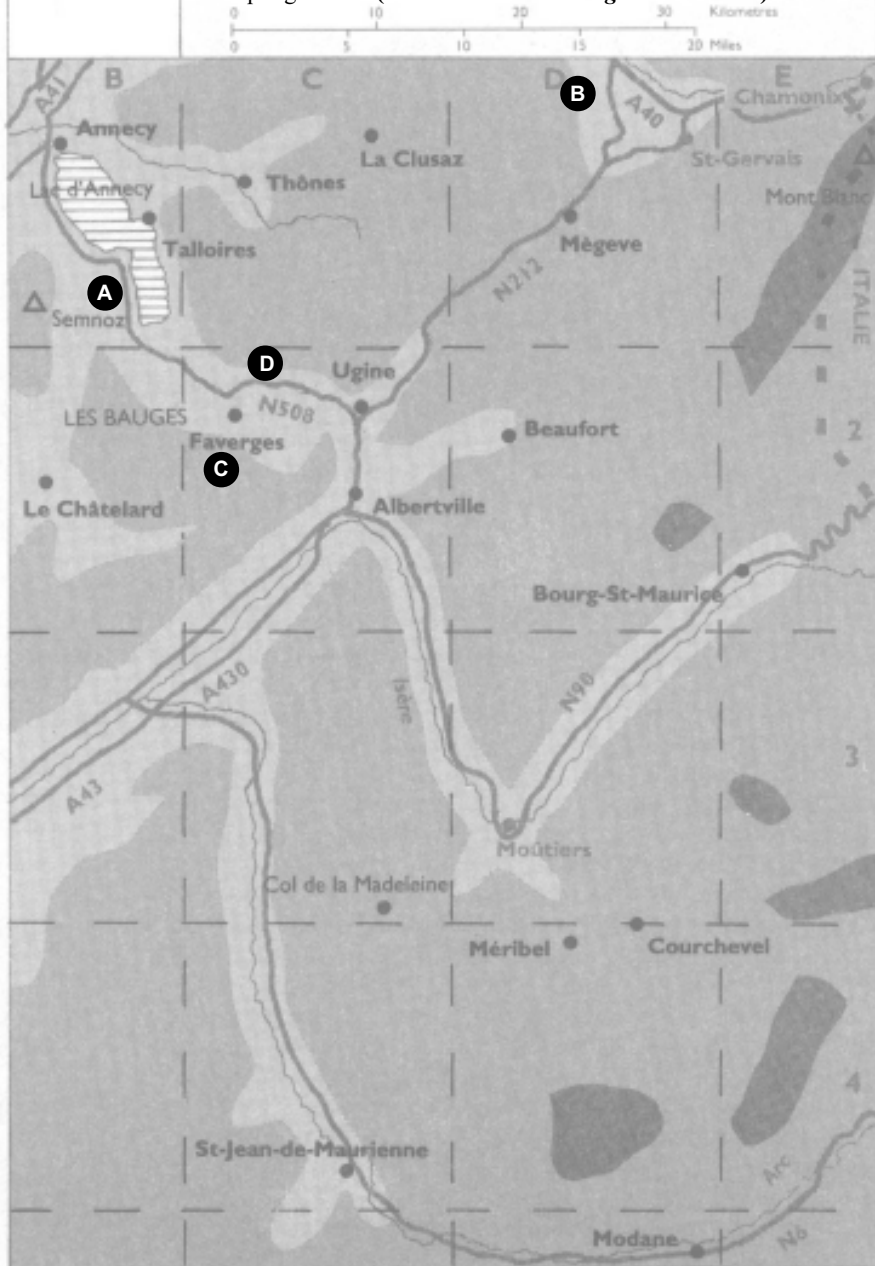 0 10 20 30 Kilometres
0 5 10 15 20 Miles
B C D E
B
A41
A40
Chamonix
Annecy
La Clusaz
St-Gervais
Lac d'Annecy
Thônes
Mont Blanc
Talloires
Mègeve
N212
ITALIE
A
Semnoz
D
Ugine
N508
LES BAUGES
2
Faverges
Beaufort
C
Le Châtelard
Albertville
Bourg-St-Maurice
A430
Isère
N90
3
A43
Moûtiers
Col de la Madeleine
Méribel
Courchevel
4
St-Jean-de-Maurienne
Arc
Modane
N6